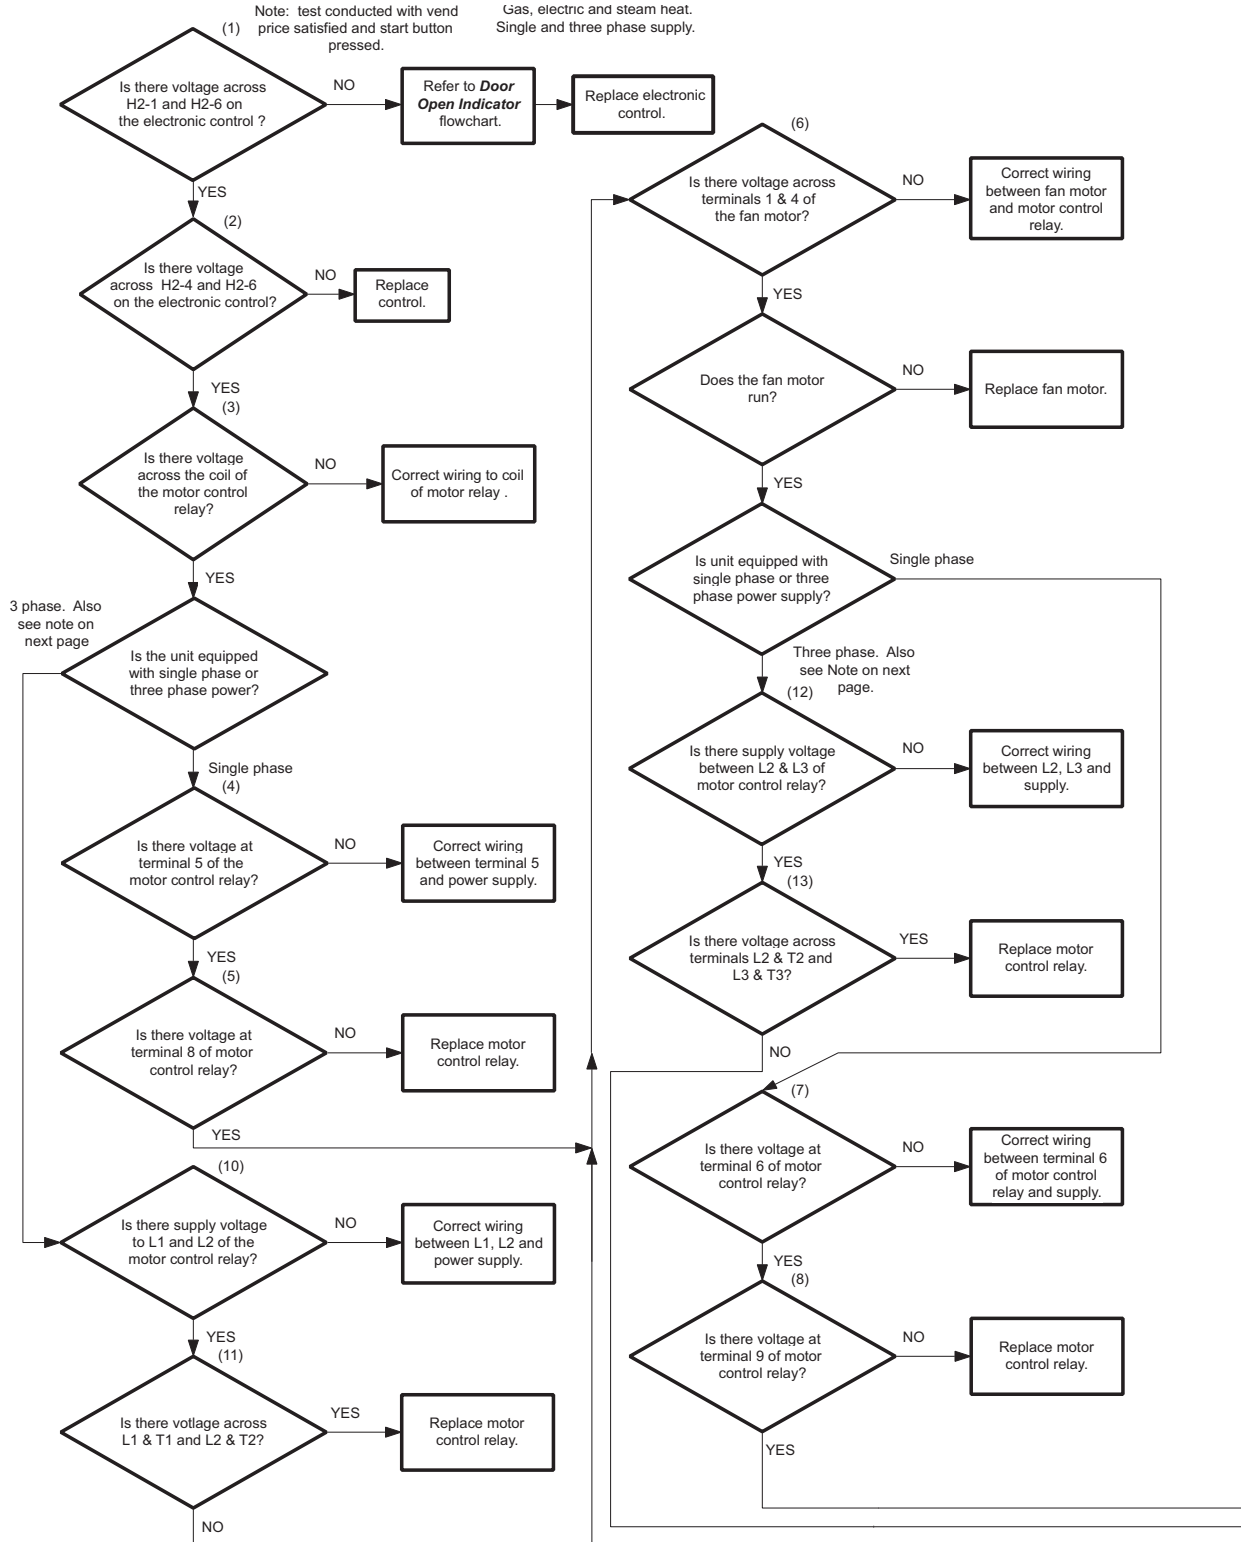 Note: test conducted with vend
price satisfied and start button
pressed.
Gas, electric and steam heat.
Single and three phase supply.
(1)
Is there voltage across
H2-1 and H2-6 on
the electronic control ?
NO
Refer to Door
Open Indicator
flowchart.
Replace electronic
control.
YES
(2)
Is there voltage
across H2-4 and H2-6
on the electronic control?
NO
Replace
control.
YES
(3)
Is there voltage
across the coil of
the motor control
relay?
NO
Correct wiring to coil
of motor relay .
YES
3 phase. Also
see note on
next page
Is the unit equipped
with single phase or
three phase power?
Single phase
(4)
Is there voltage at
terminal 5 of the
motor control relay?
NO
Correct wiring
between terminal 5
and power supply.
YES
(5)
Is there voltage at
terminal 8 of motor
control relay?
NO
Replace motor
control relay.
YES
(10)
Is there supply voltage
to L1 and L2 of the
motor control relay?
NO
Correct wiring
between L1, L2 and
power supply.
YES
(11)
Is there votlage across
L1 & T1 and L2 & T2?
YES
Replace motor
control relay.
NO
(6)
Is there voltage across
terminals 1 & 4 of
the fan motor?
NO
Correct wiring
between fan motor
and motor control
relay.
YES
Does the fan motor
run?
NO
Replace fan motor.
YES
Is unit equipped with
single phase or three
phase power supply?
Single phase
Three phase. Also
see Note on next
page.
(12)
Is there supply voltage
between L2 & L3 of
motor control relay?
NO
Correct wiring
between L2, L3 and
supply.
YES
(13)
Is there voltage across
terminals L2 & T2 and
L3 & T3?
YES
Replace motor
control relay.
NO
(7)
Is there voltage at
terminal 6 of motor
control relay?
NO
Correct wiring
between terminal 6
of motor control
relay and supply.
YES
(8)
Is there voltage at
terminal 9 of motor
control relay?
NO
Replace motor
control relay.
YES